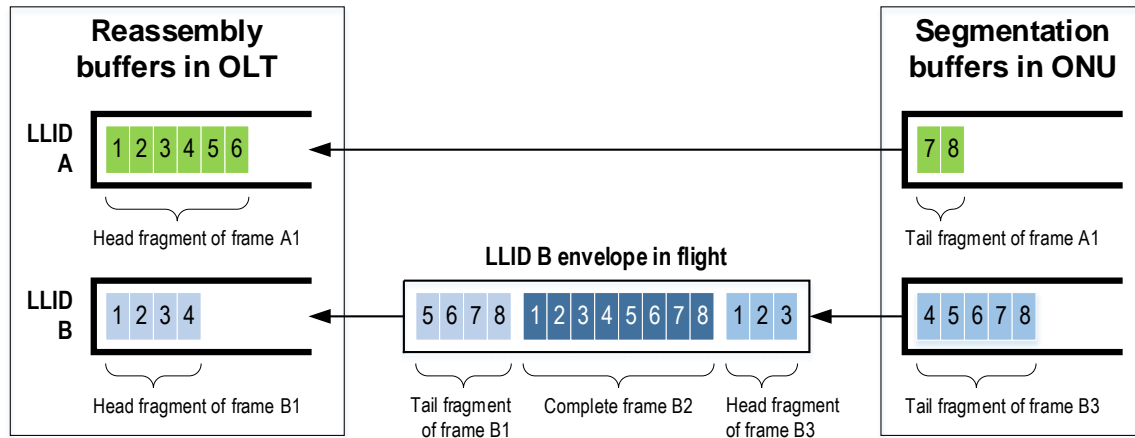 Reassembly
buffers in OLT
LLID
A
1 2 3 4 5 6
Head fragment of frame A1
LLID
B
1 2 3 4
Head fragment of frame B1
LLID B envelope in flight
5 6 7 8 1 2 3 4 5 6 7 8 1 2 3
Tail fragment
of frame B1
Complete frame B2
Head fragment
of frame B3
Segmentation
buffers in ONU
7 8
Tail fragment of frame A1
4 5 6 7 8
Tail fragment of frame B3